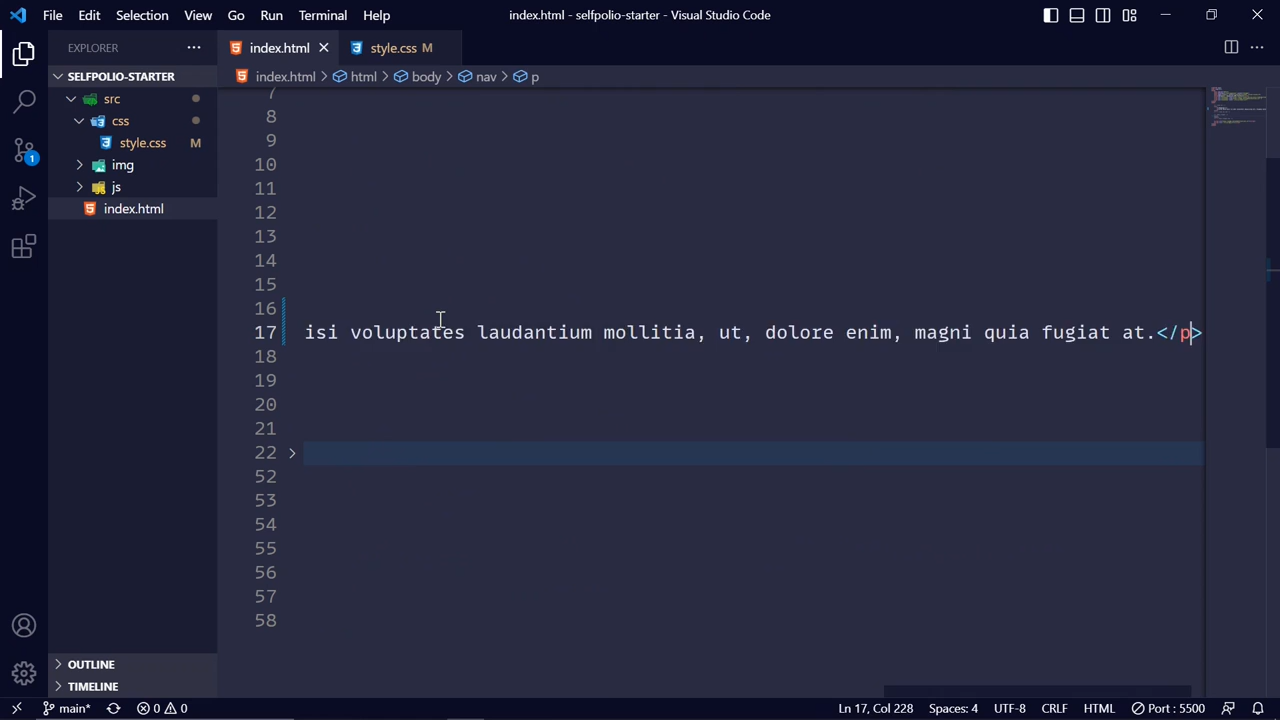 File Edit Selection View Go Run Terminal Help
index.html - selfpolio-starter - Visual Studio Code
EXPLORER
SELFPOLIO-STARTER
src
css
style.css M
img
js
index.html
OUTLINE
TIMELINE
index.html
style.css M
index.html > html > body > nav > p
7
8
9
10
11
12
13
14
15
16
17 isi voluptates laudantium mollitia, ut, dolore enim, magni quia fugiat at.</p>
18
19
20
21
22
52
53
54
55
56
57
58
1
main* 0 0
Ln 17, Col 228 Spaces: 4 UTF-8 CRLF HTML Port : 5500